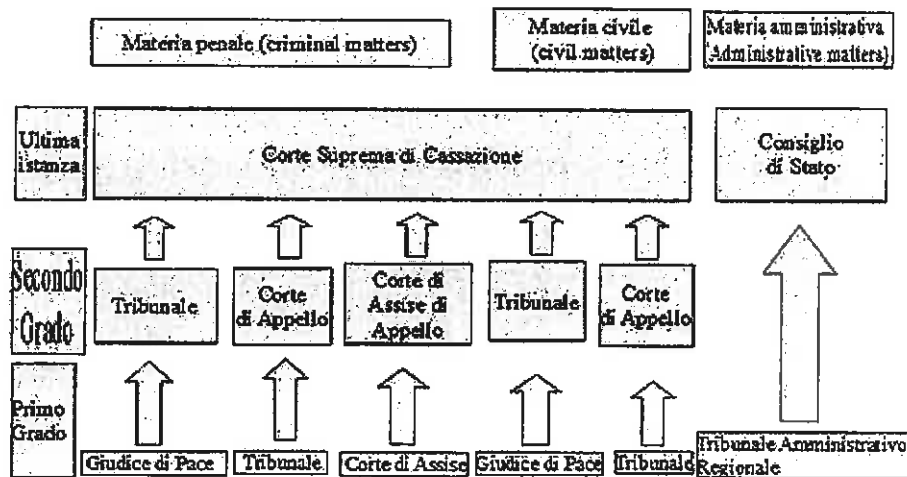 Materia penale (criminal matters)
Materia civile
(civil matters)
Materia amministrativa
(Administrative matters)
Ultima
istanza
Corte Suprema di Cassazione
Consiglio
di Stato
Secondo
Grado
Tribunale
Corte
di Appello
Corte di
Assise di
Appello
Tribunale
Corte
di Appello
Primo
Grado
Giudice di Pace
Tribunale
Corte di Assise
Giudice di Pace
Tribunale
Tribunale Amministrativo
Regionale